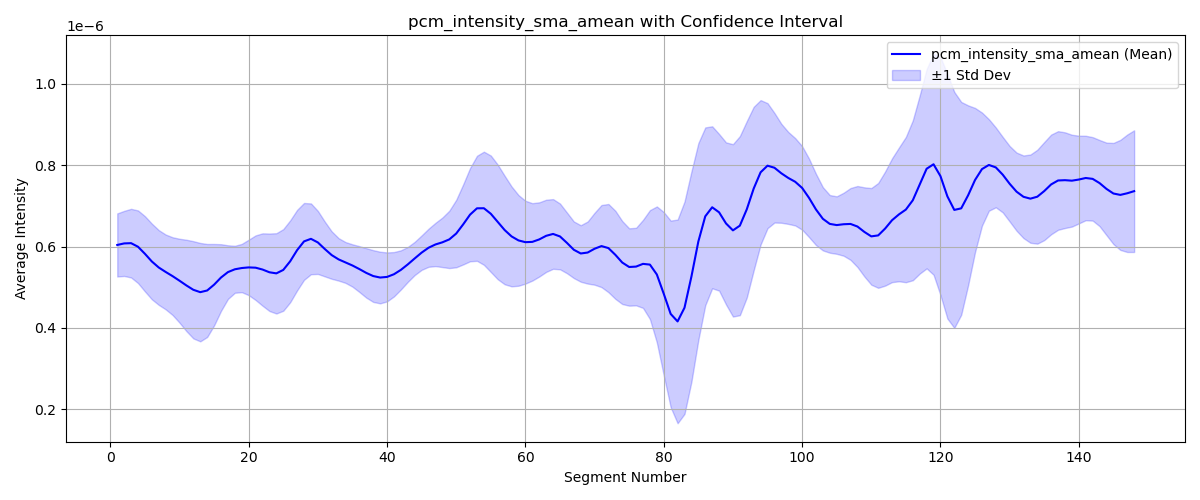 pcm_intensity_sma_amean with Confidence Interval
1e−6
pcm_intensity_sma_amean (Mean)
±1 Std Dev
Average Intensity
1.0
0.8
0.6
0.4
0.2
0 20 40 60 80 100 120 140
Segment Number